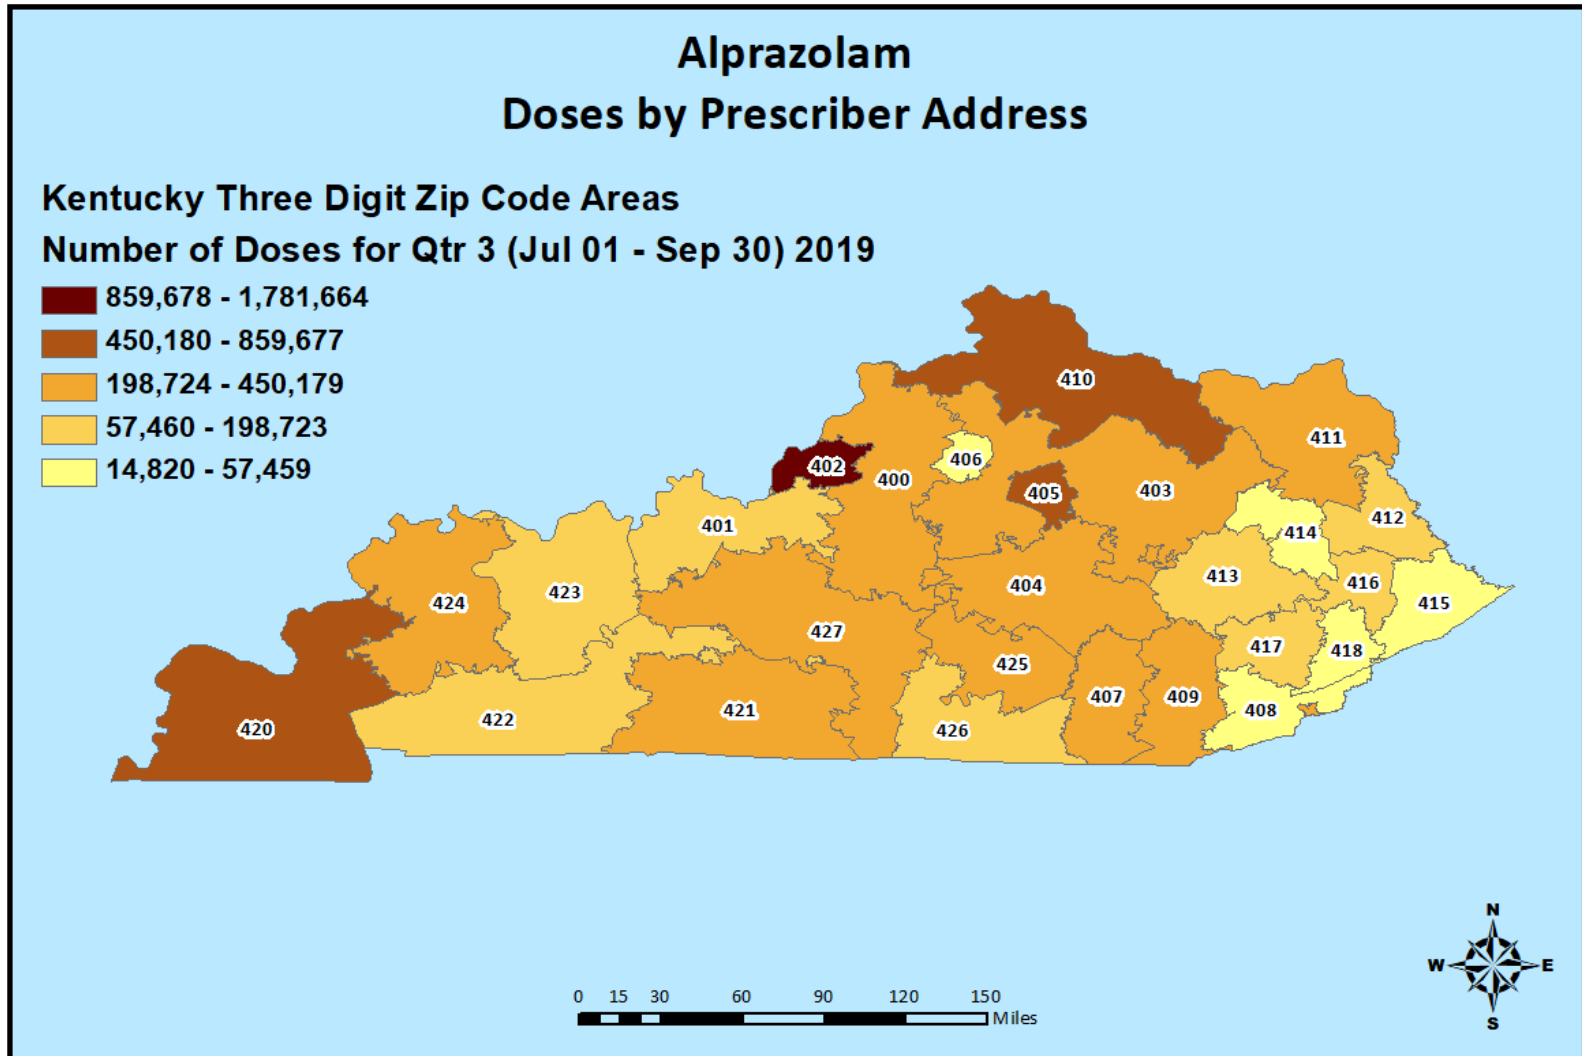 Alprazolam
Doses by Prescriber Address
Kentucky Three Digit Zip Code Areas
Number of Doses for Qtr 3 (Jul 01 - Sep 30) 2019
859,678 - 1,781,664
450,180 - 859,677
198,724 - 450,179
57,460 - 198,723
14,820 - 57,459
410
411
402
406
400
405
403
412
401
414
413
416
423
404
415
424
427
417
418
425
407
409
421
408
422
420
426
N
W E
S
0 15 30 60 90 120 150
Miles